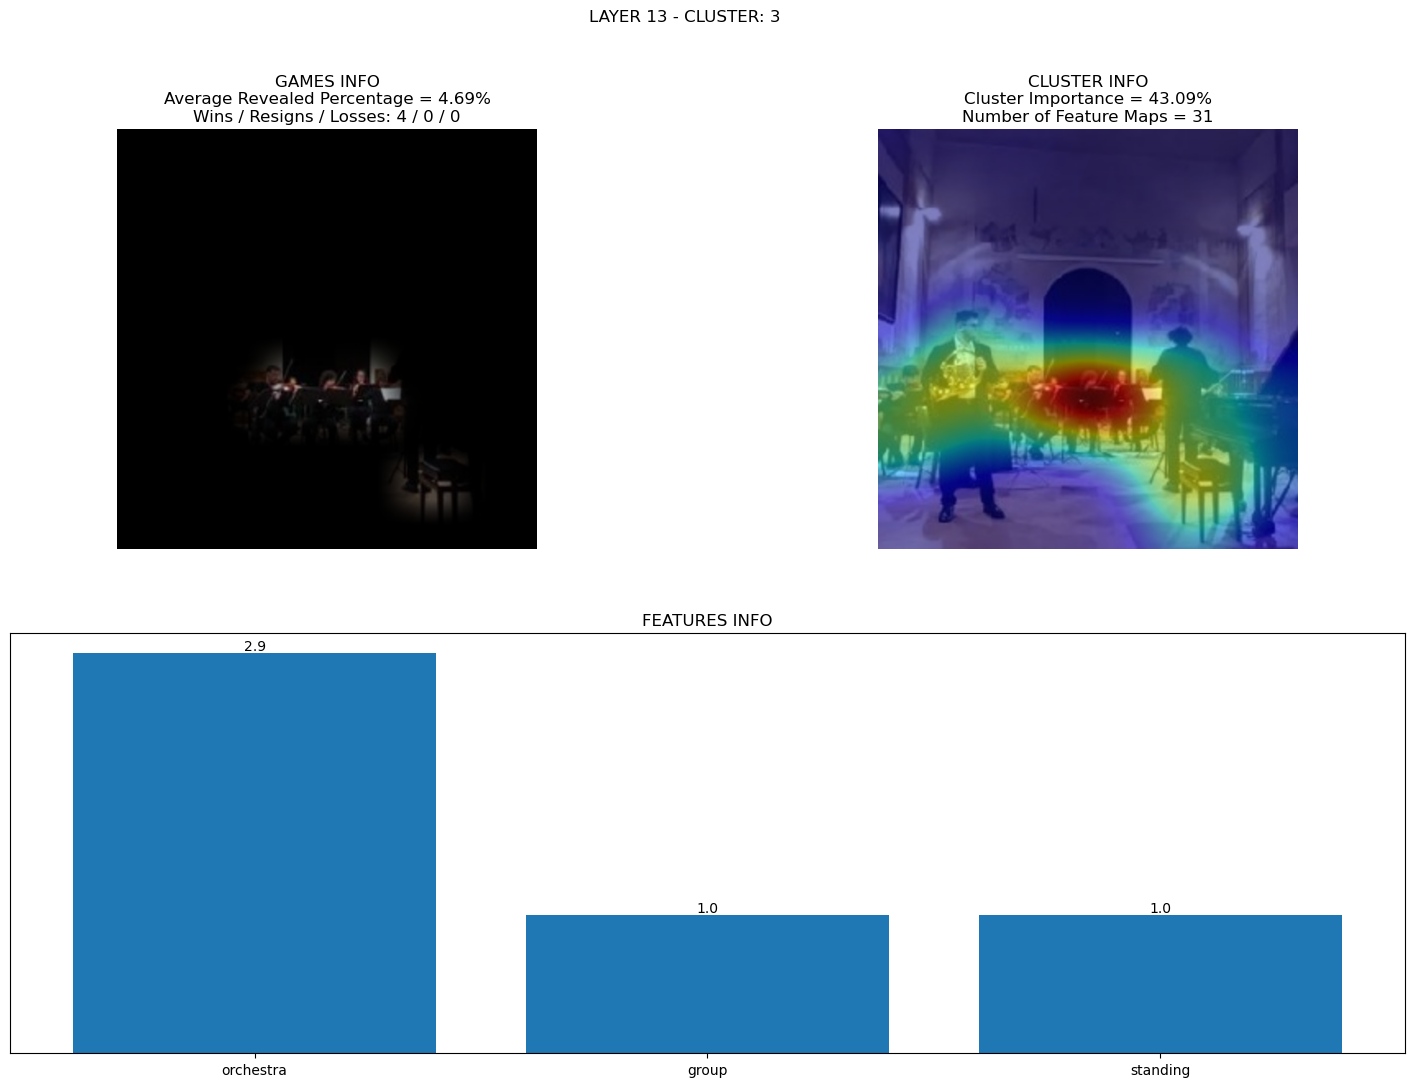 LAYER 13 - CLUSTER: 3
GAMES INFO
Average Revealed Percentage = 4.69%
Wins / Resigns / Losses: 4 / 0 / 0
CLUSTER INFO
Cluster Importance = 43.09%
Number of Feature Maps = 31
FEATURES INFO
2.9
1.0
1.0
orchestra
group
standing